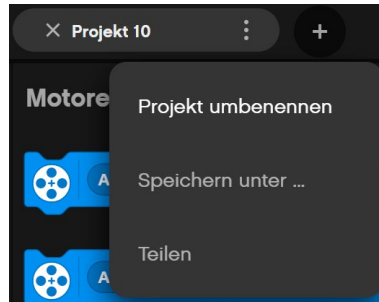 Projekt 10
Motore
Projekt umbenennen
A
Speichern unter ...
Teilen
A